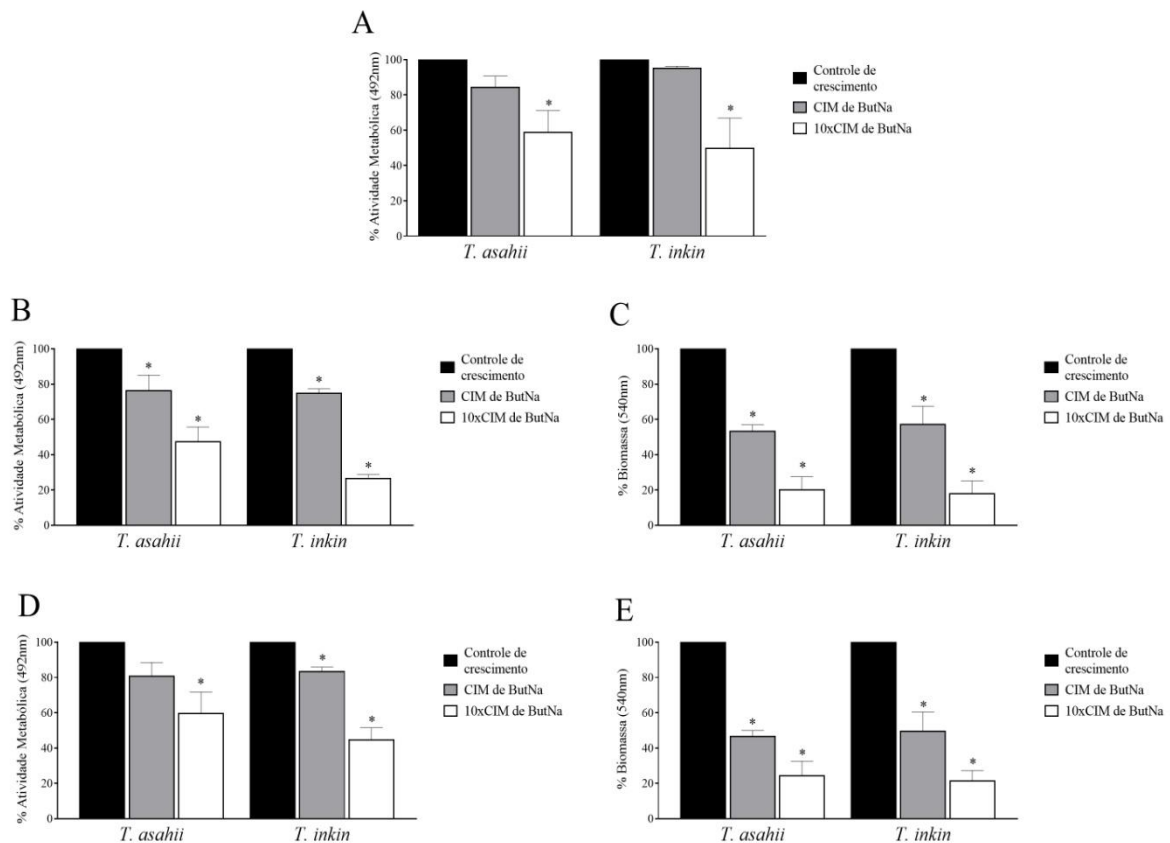 A
% Atividade Metabólica (492nm)
100
80
60
40
20
0
*
*
T. asahii
T. inkin
Controle de
crescimento
CIM de ButNa
10xCIM de ButNa
B
% Atividade Metabólica (492nm)
100
80
60
40
20
0
*
*
*
*
T. asahii
T. inkin
Controle de
crescimento
CIM de ButNa
10xCIM de ButNa
C
% Biomassa (540nm)
100
80
60
40
20
0
*
*
*
*
T. asahii
T. inkin
Controle de
crescimento
CIM de ButNa
10xCIM de ButNa
D
% Atividade Metabólica (492nm)
100
80
60
40
20
0
*
*
*
T. asahii
T. inkin
Controle de
crescimento
CIM de ButNa
10xCIM de ButNa
E
% Biomassa (540nm)
100
80
60
40
20
0
*
*
*
*
T. asahii
T. inkin
Controle de
crescimento
CIM de ButNa
10xCIM de ButNa